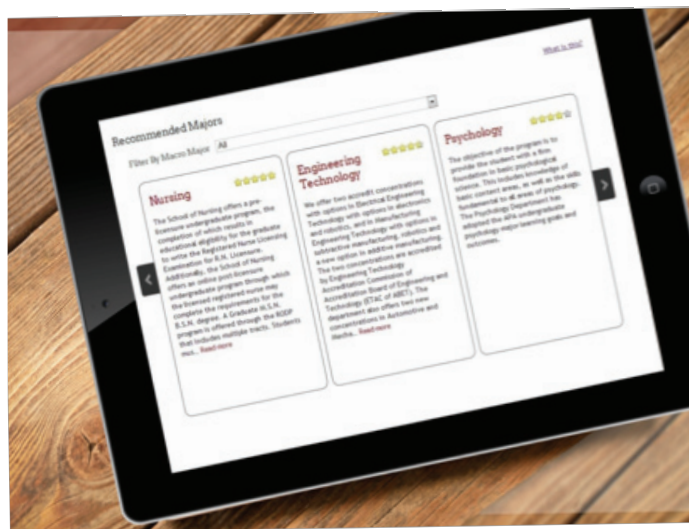 What is this?
Recommended Majors
Filter By Macro Major All
Nursing
The School of Nursing offers a pre-
licensure undergraduate program, the
completion of which results in
educational eligibility for the graduate
to write the Registered Nurse Licensing
Examination for R.N. Licensure.
Additionally, the School of Nursing
offers an online post-licensure
undergraduate program through which
the licensed registered nurse may
complete the requirements for the
B.S.N. degree. A Graduate M.S.N.
program is offered through the RODP
that includes multiple tracts. Students
mus... Read more
Engineering
Technology
We offer two accredit concentrations
with options in Electrical Engineering
Technology with options in electronics
and robotics, and in Manufacturing
Engineering Technology with options in
subtractive manufacturing, robotics and
a new option in additive manufacturing.
The two concentrations are accredited
by Engineering Technology
Accreditation Commission of
Accreditation Board of Engineering and
Technology (ETAC of ABET). The
department also offers two new
concentrations in Automotive and
Mecha... Read more
Psychology
The objective of the program is to
provide the student with a firm
foundation in basic psychological
science. This includes knowledge of
basic content areas, as well as the skills
fundamental to all areas of psychology.
The Psychology Department has
adopted the APA undergraduate
psychology major learning goals and
outcomes.